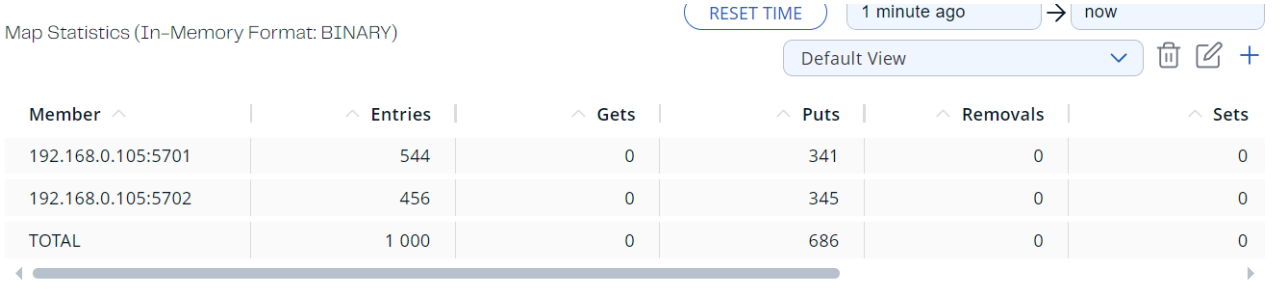 RESET TIME 1 minute ago → now
Map Statistics (In-Memory Format: BINARY)
Default View
Member Entries Gets Puts Removals Sets
192.168.0.105:5701 544 0 341 0 0
192.168.0.105:5702 456 0 345 0 0
TOTAL 1 000 0 686 0 0